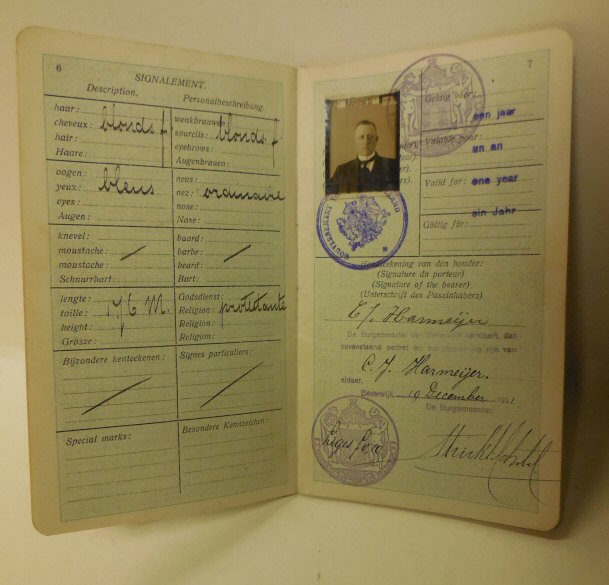 6
SIGNALEMENT.
Description. Personalbeschreibung.
haar:
cheveux: blonds f
hair:
Haare:
wenkbrauwen:
sourcils: blonds f
eyebrows:
Augenbrauen:
oogen:
yeux: bleus
eyes:
Augen:
neus:
nez: ordinaire
nose:
Nase:
knevel:
moustache:
moustache:
Schnurrbart:
baard:
barbe:
beard:
Bart:
lengte:
taille: 1,76 M.
height:
Grösze:
Godsdienst:
Religion: protestante
Religion:
Religion:
Bijzondere kenteekenen:
Signes particuliers:
Special marks:
Besondere Kennzeichen:
7
Geldig voor:
een jaar
Valable pour:
un an
Valid for: one year
Gültig für: ein Jahr
Handteekening van den houder:
(Signature du porteur)
(Signature of the bearer)
(Unterschrift des Passinhabers)
C J Harmeijer
De Burgemeester van Beverwijk verklaart, dat
bovenstaand portret en handteekening zijn van
C. J. Harmeijer.
aldaar.
Beverwijk, 19 December 1921
De Burgemeester.
Leges